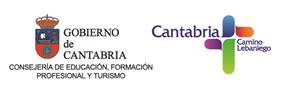 GOBIERNO
de
CANTABRIA
CONSEJERÍA DE EDUCACIÓN, FORMACIÓN
PROFESIONAL Y TURISMO
Cantabria
Camino
Lebaniego